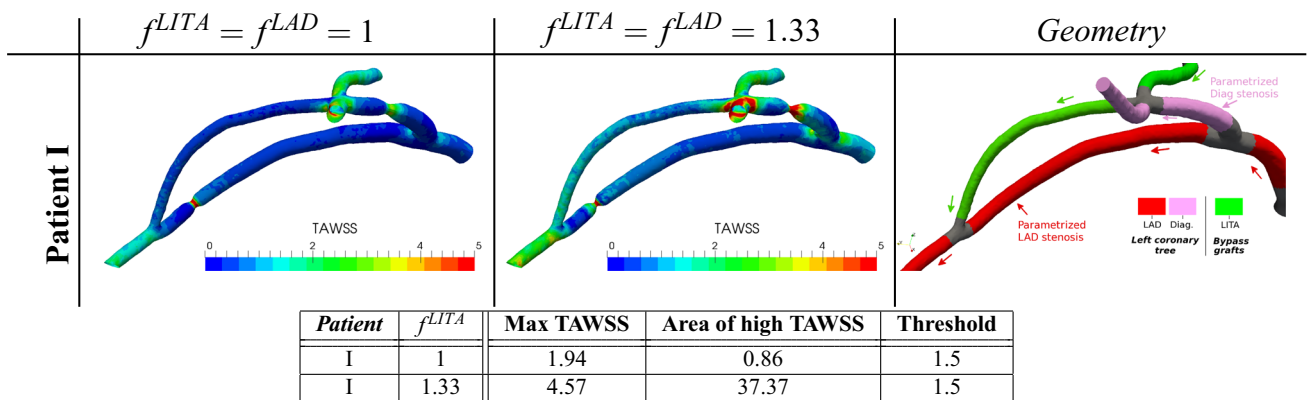 f^{LITA} = f^{LAD} = 1
f^{LITA} = f^{LAD} = 1.33
Geometry
Patient I
TAWSS
0 2 4 5
TAWSS
0 2 4 5
Parametrized
Diag stenosis
Parametrized
LAD stenosis
LAD Diag. LITA
Left coronary
tree
Bypass
grafts
Patient f^{LITA} Max TAWSS Area of high TAWSS Threshold
I 1 1.94 0.86 1.5
I 1.33 4.57 37.37 1.5